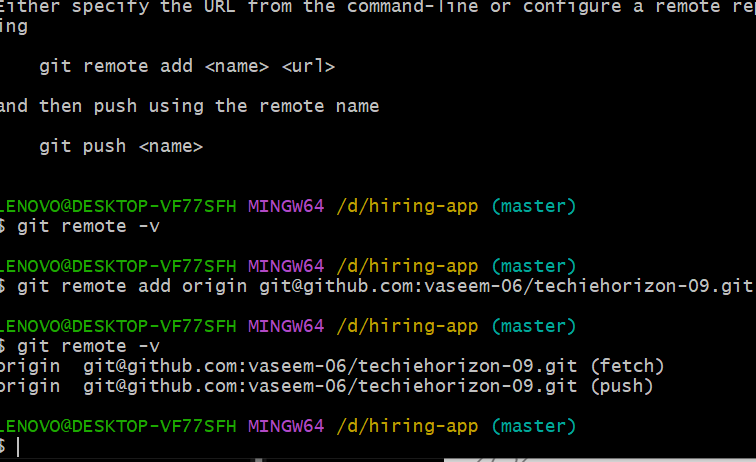 Either specify the URL from the command-line or configure a remote rep
ing
git remote add <name> <url>
and then push using the remote name
git push <name>
LENOVO@DESKTOP-VF77SFH MINGW64 /d/hiring-app (master)
$ git remote -v
LENOVO@DESKTOP-VF77SFH MINGW64 /d/hiring-app (master)
$ git remote add origin git@github.com:vaseem-06/techiehorizon-09.git
LENOVO@DESKTOP-VF77SFH MINGW64 /d/hiring-app (master)
$ git remote -v
origin git@github.com:vaseem-06/techiehorizon-09.git (fetch)
origin git@github.com:vaseem-06/techiehorizon-09.git (push)
LENOVO@DESKTOP-VF77SFH MINGW64 /d/hiring-app (master)
$